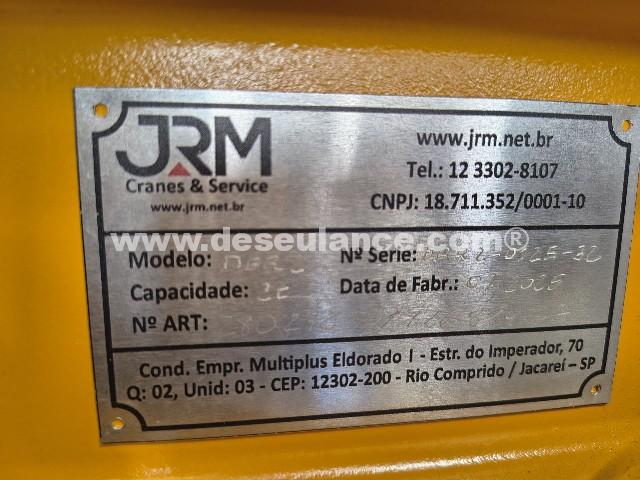 JRM
Cranes & Service
www.jrm.net.br
www.jrm.net.br
Tel.: 12 3302-8107
CNPJ: 18.711.352/0001-10
www.deseulance.com®
Modelo: Nº Série:
Capacidade: Data de Fabr.:
Nº ART:
Cond. Empr. Multiplus Eldorado I - Estr. do Imperador, 70
Q: 02, Unid: 03 - CEP: 12302-200 - Rio Comprido / Jacareí – SP